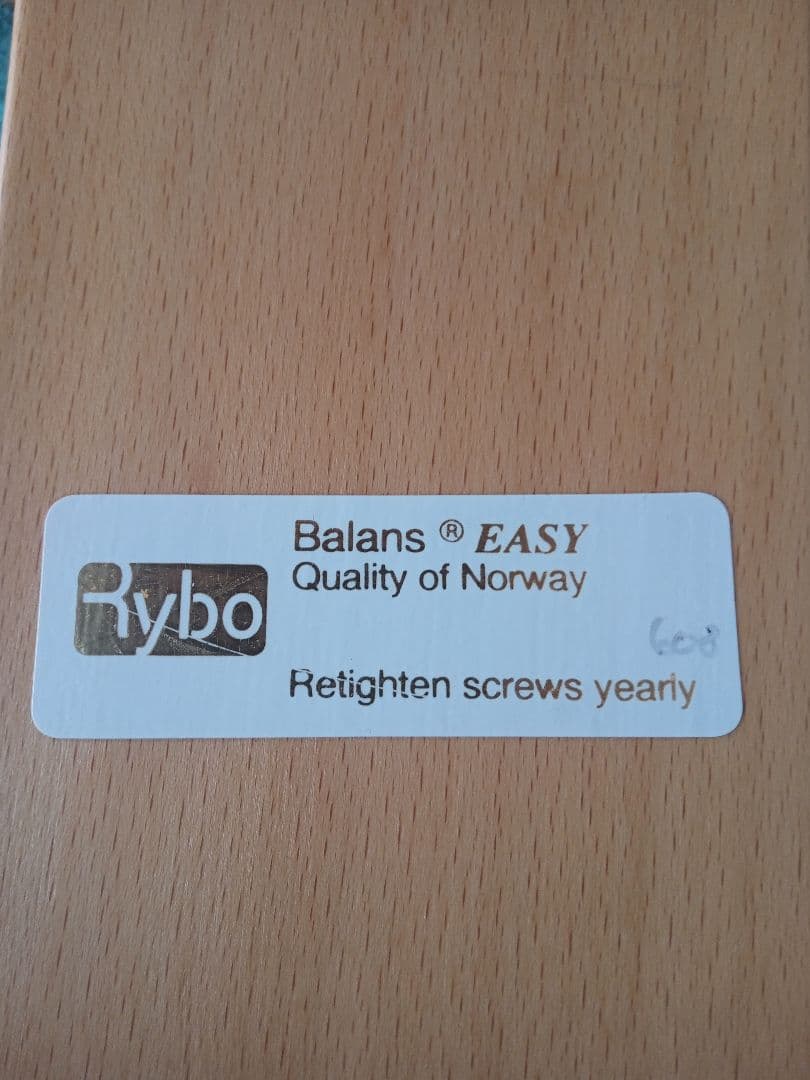 Rybo
Balans ® EASY
Quality of Norway
608
Retighten screws yearly